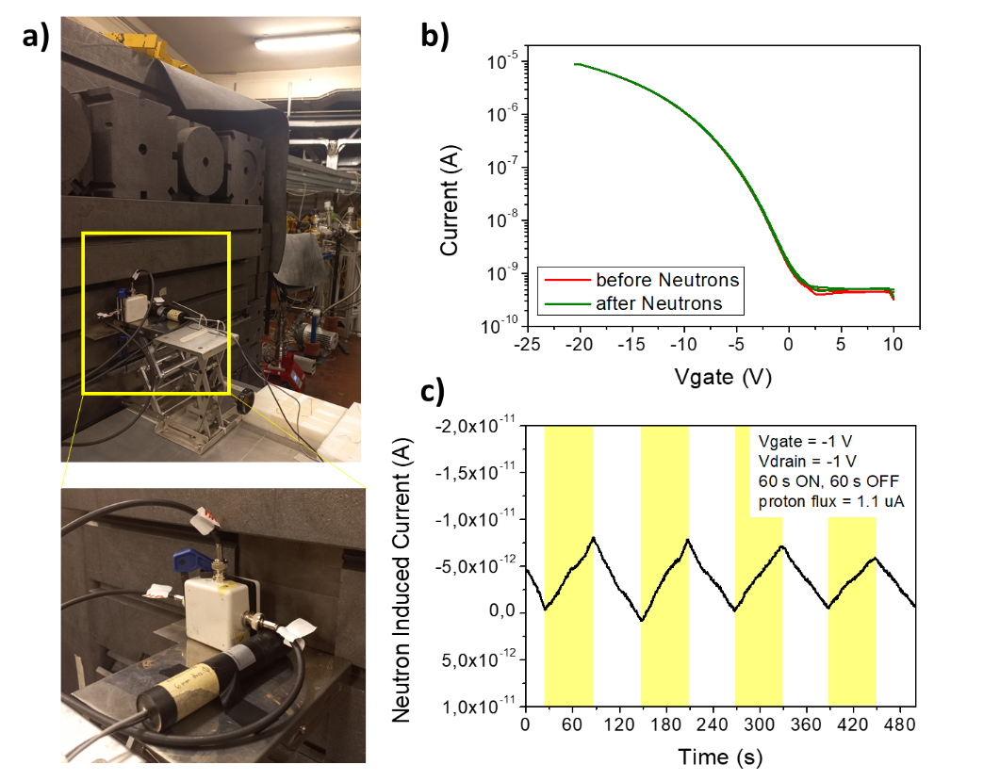 a)
b)
10⁻⁵
10⁻⁶
10⁻⁷
10⁻⁸
10⁻⁹
10⁻¹⁰
Current (A)
before Neutrons
after Neutrons
-25 -20 -15 -10 -5 0 5 10
Vgate (V)
c)
-2,0x10⁻¹¹
-1,5x10⁻¹¹
-1,0x10⁻¹¹
-5,0x10⁻¹²
0,0
5,0x10⁻¹²
1,0x10⁻¹¹
Neutron Induced Current (A)
Vgate = -1 V
Vdrain = -1 V
60 s ON, 60 s OFF
proton flux = 1.1 uA
0 60 120 180 240 300 360 420 480
Time (s)